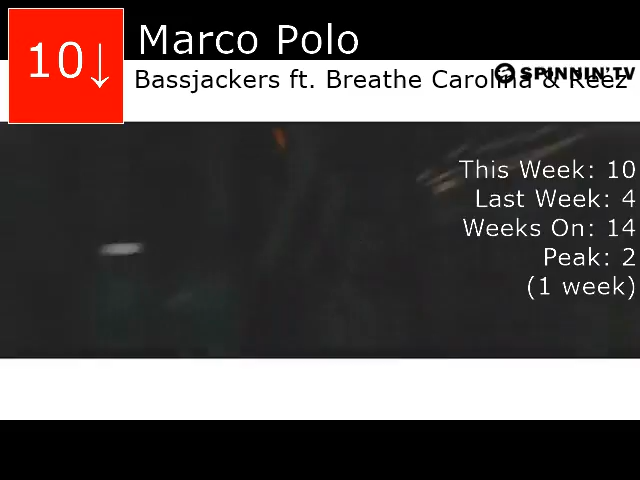 10↓
Marco Polo
Bassjackers ft. Breathe Carolina & Reez
SPINNIN'TV
This Week: 10
Last Week: 4
Weeks On: 14
Peak: 2
(1 week)